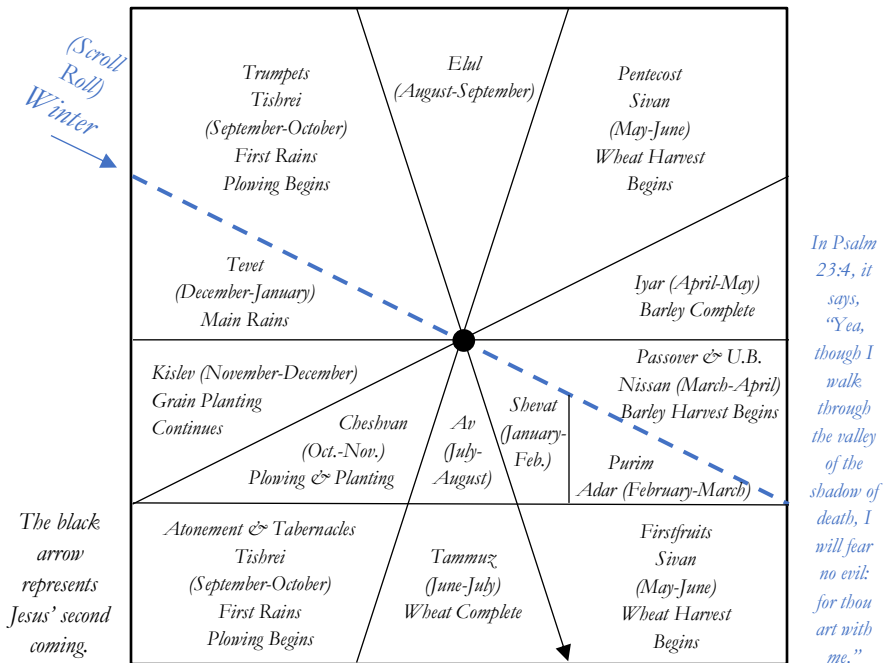 (Scroll
Roll)
Winter
Trumpets
Tishrei
(September-October)
First Rains
Plowing Begins
Elul
(August-September)
Pentecost
Sivan
(May-June)
Wheat Harvest
Begins
Tevet
(December-January)
Main Rains
Iyar (April-May)
Barley Complete
Kislev (November-December)
Grain Planting
Continues
Cheshvan
(Oct.-Nov.)
Plowing & Planting
Av
(July-
August)
Shevat
(January-
Feb.)
Passover & U.B.
Nissan (March-April)
Barley Harvest Begins
Purim
Adar (February-March)
Atonement & Tabernacles
Tishrei
(September-October)
First Rains
Plowing Begins
Tammuz
(June-July)
Wheat Complete
Firstfruits
Sivan
(May-June)
Wheat Harvest
Begins
The black
arrow
represents
Jesus' second
coming.
In Psalm
23:4, it
says,
“Yea,
though I
walk
through
the valley
of the
shadow of
death, I
will fear
no evil:
for thou
art with
me.”